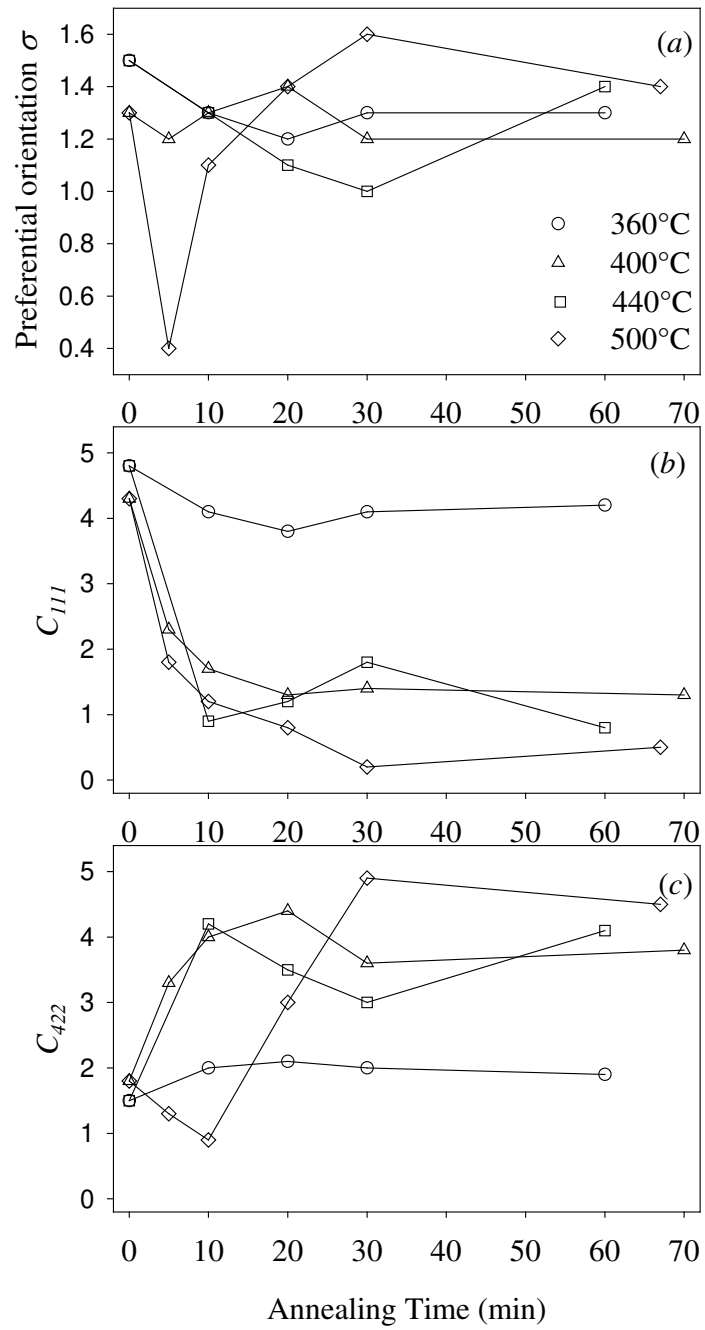 1.6
1.4
1.2
1.0
0.8
0.6
0.4
Preferential orientation σ
(a)
360°C
400°C
440°C
500°C
0 10 20 30 40 50 60 70
5
4
3
2
1
0
C111
(b)
0 10 20 30 40 50 60 70
5
4
3
2
1
0
C422
(c)
0 10 20 30 40 50 60 70
Annealing Time (min)